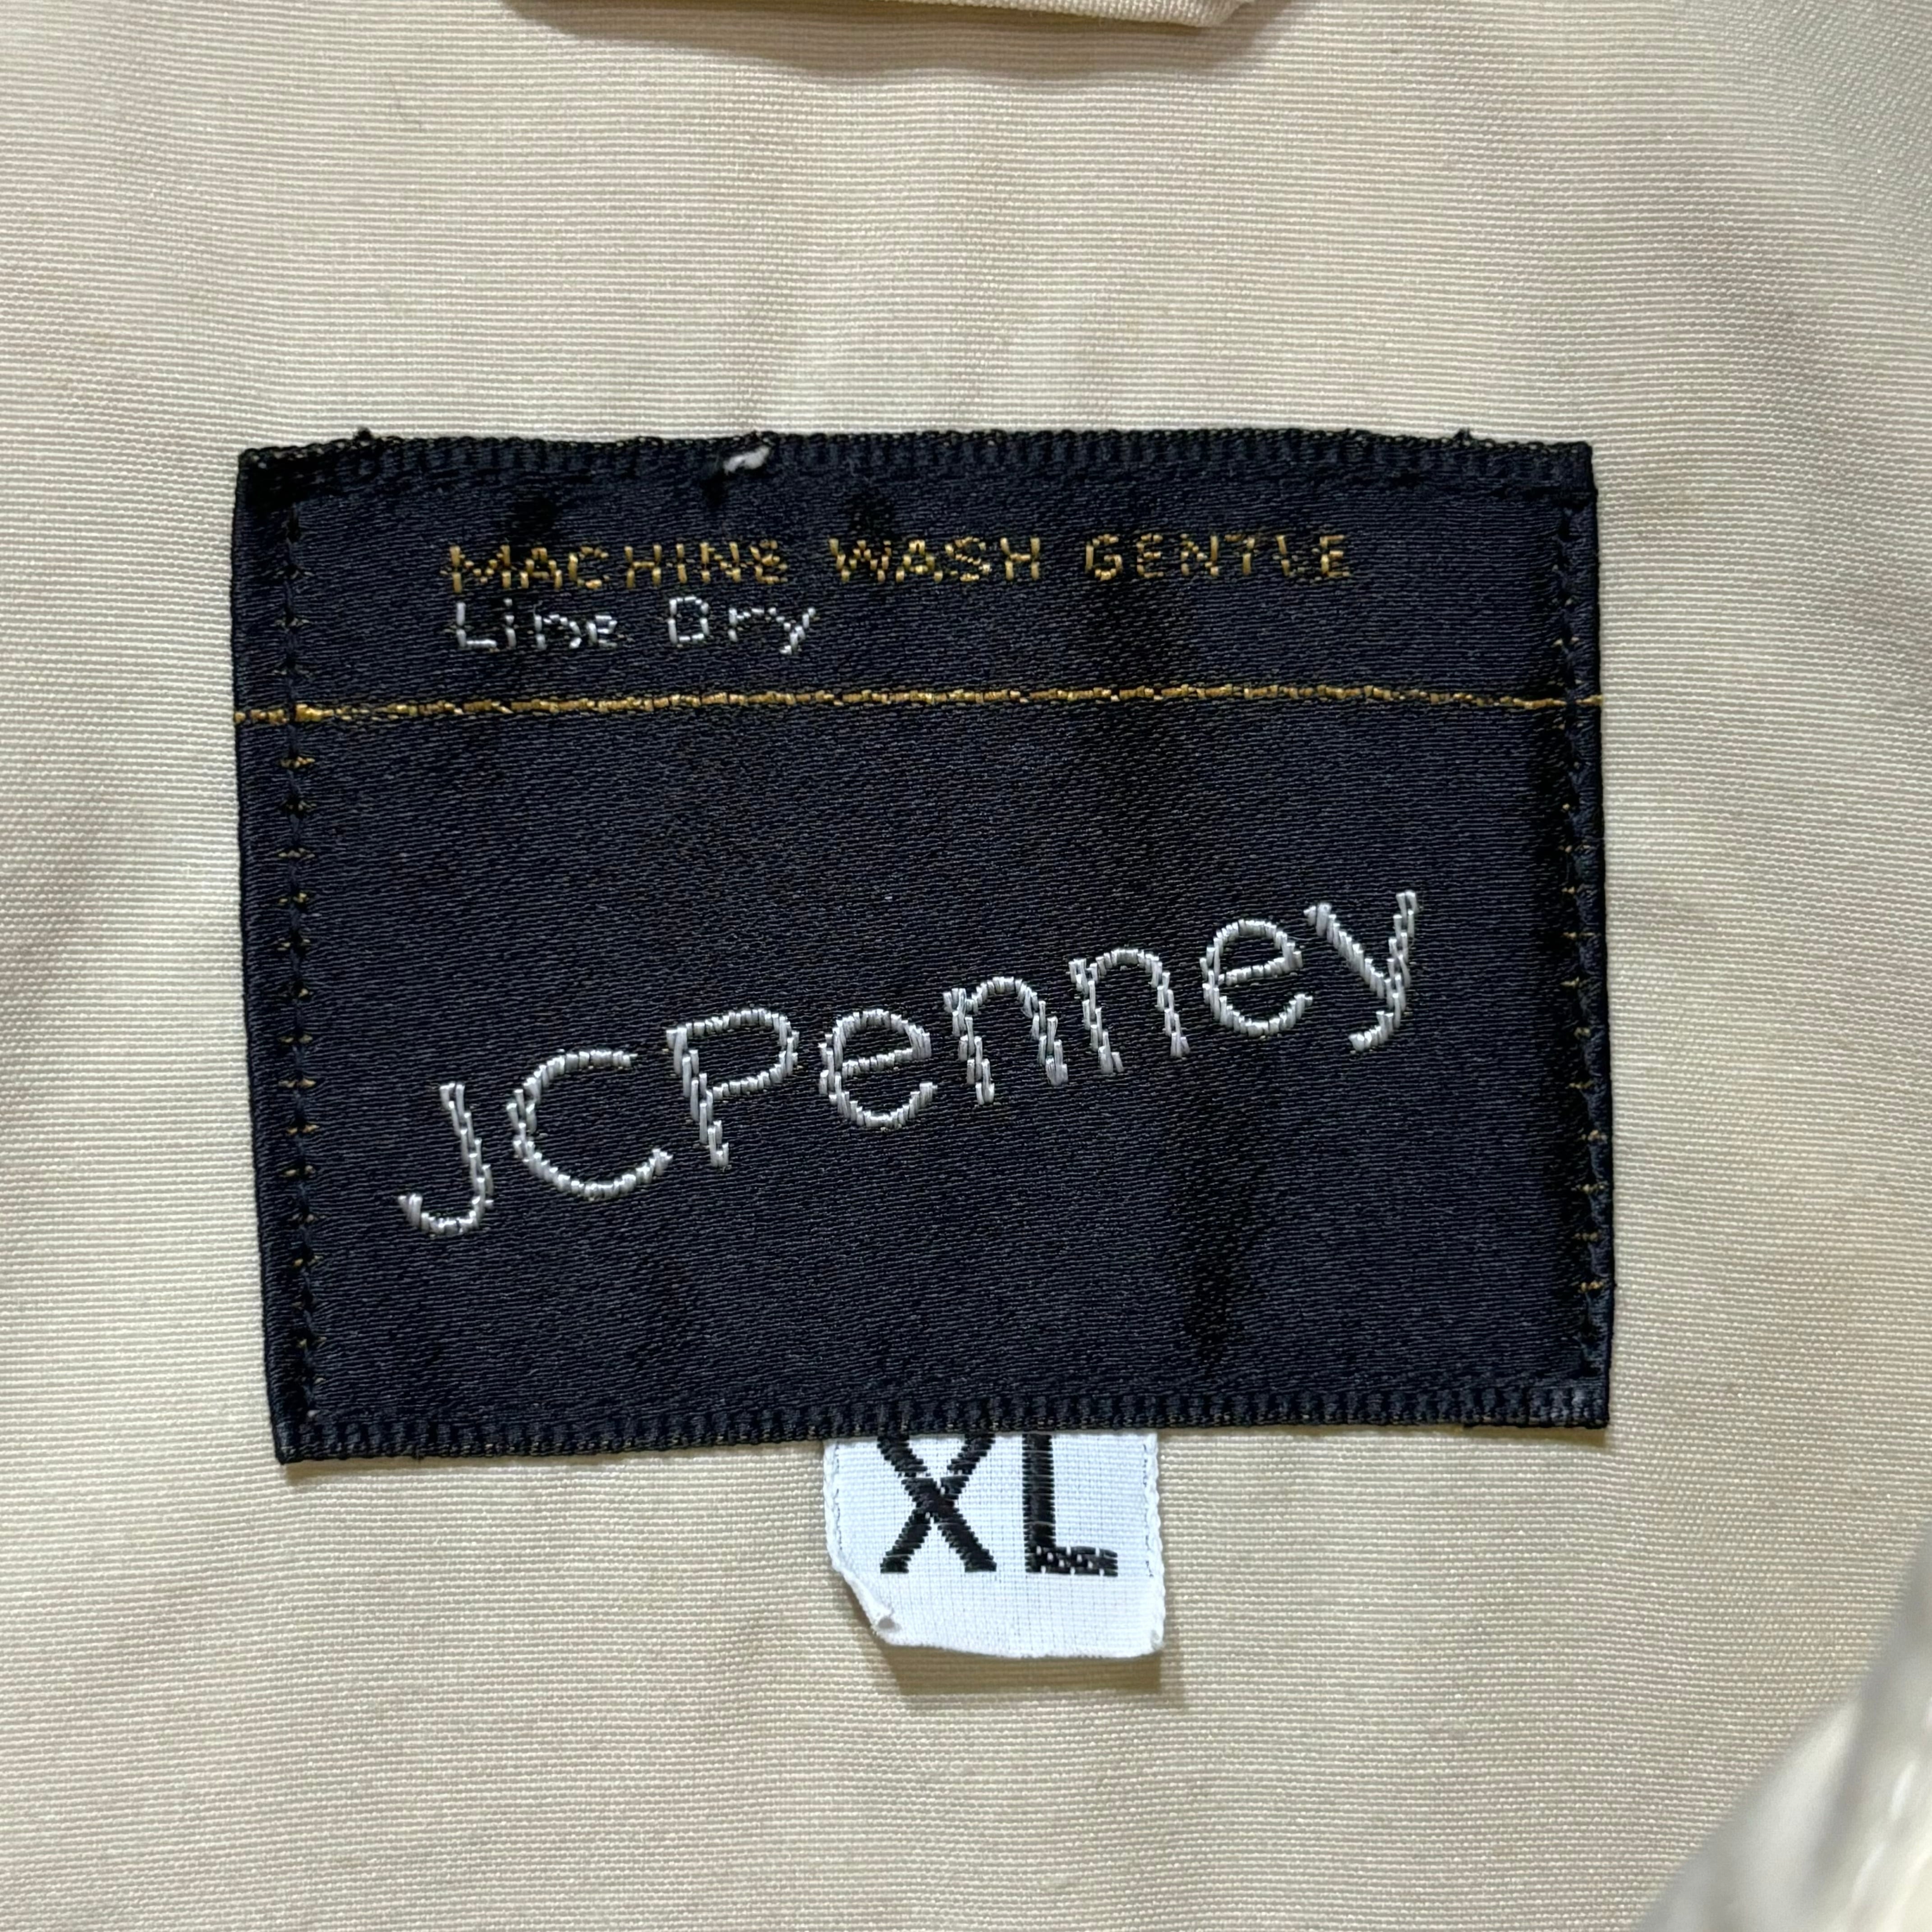 MACHINE WASH GENTLE
Line Dry
JCPenney
XL